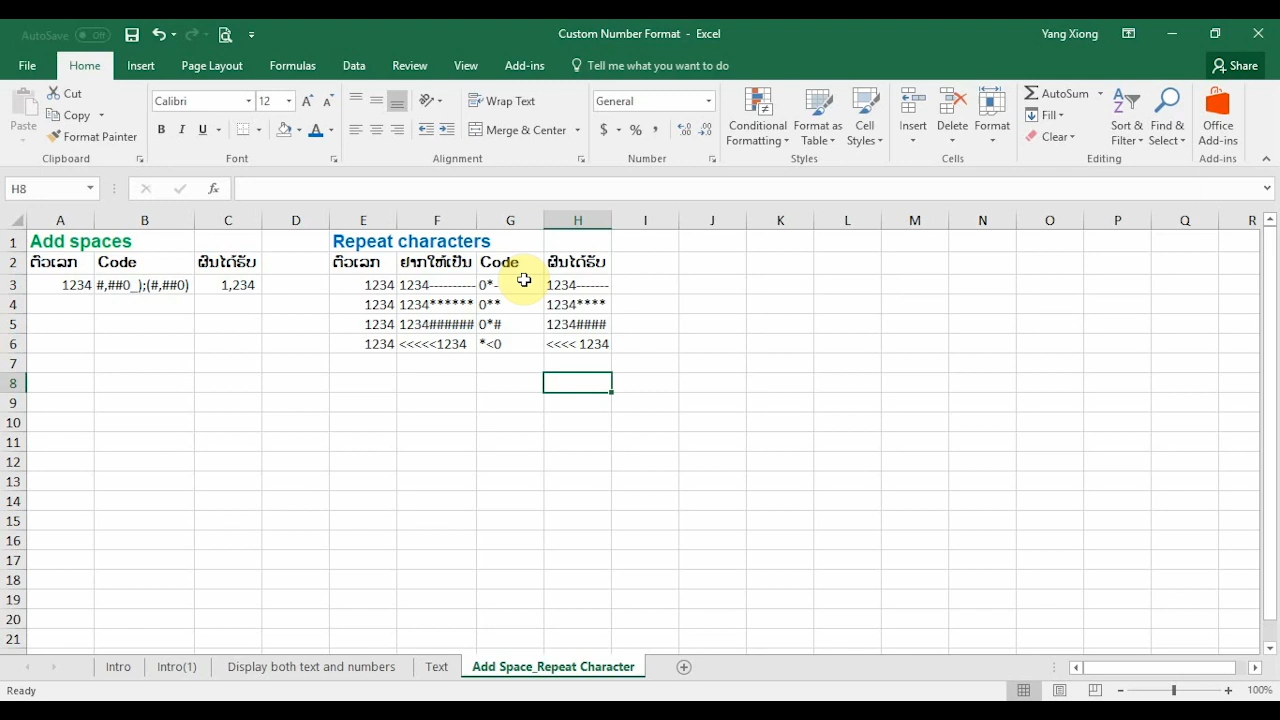 AutoSave Off
Custom Number Format - Excel
Yang Xiong
File Home Insert Page Layout Formulas Data Review View Add-ins Tell me what you want to do Share
Paste
Cut
Copy
Format Painter
Clipboard
Calibri 12
B I U
Font
Wrap Text
Merge & Center
Alignment
General
$ % ,
Number
Conditional Formatting
Format as Table
Cell Styles
Styles
Insert Delete Format
Cells
AutoSum
Fill
Clear
Sort & Filter
Find & Select
Editing
Office Add-ins
Add-ins
H8 fx
A B C D E F G H I J K L M N O P Q R
1 Add spaces Repeat characters
2 ຕົວເລກ Code ຜົນໄດ້ຮັບ ຕົວເລກ ຢາກໃຫ້ເປັນ Code ຜົນໄດ້ຮັບ
3 1234 #,##0_);(#,##0) 1,234 1234 1234---------- 0*- 1234-------
4 1234 1234****** 0** 1234****
5 1234 1234###### 0*# 1234####
6 1234 <<<<<1234 *<0 <<<< 1234
7
8
9
10
11
12
13
14
15
16
17
18
19
20
21
Intro Intro(1) Display both text and numbers Text Add Space_Repeat Character
Ready
100%